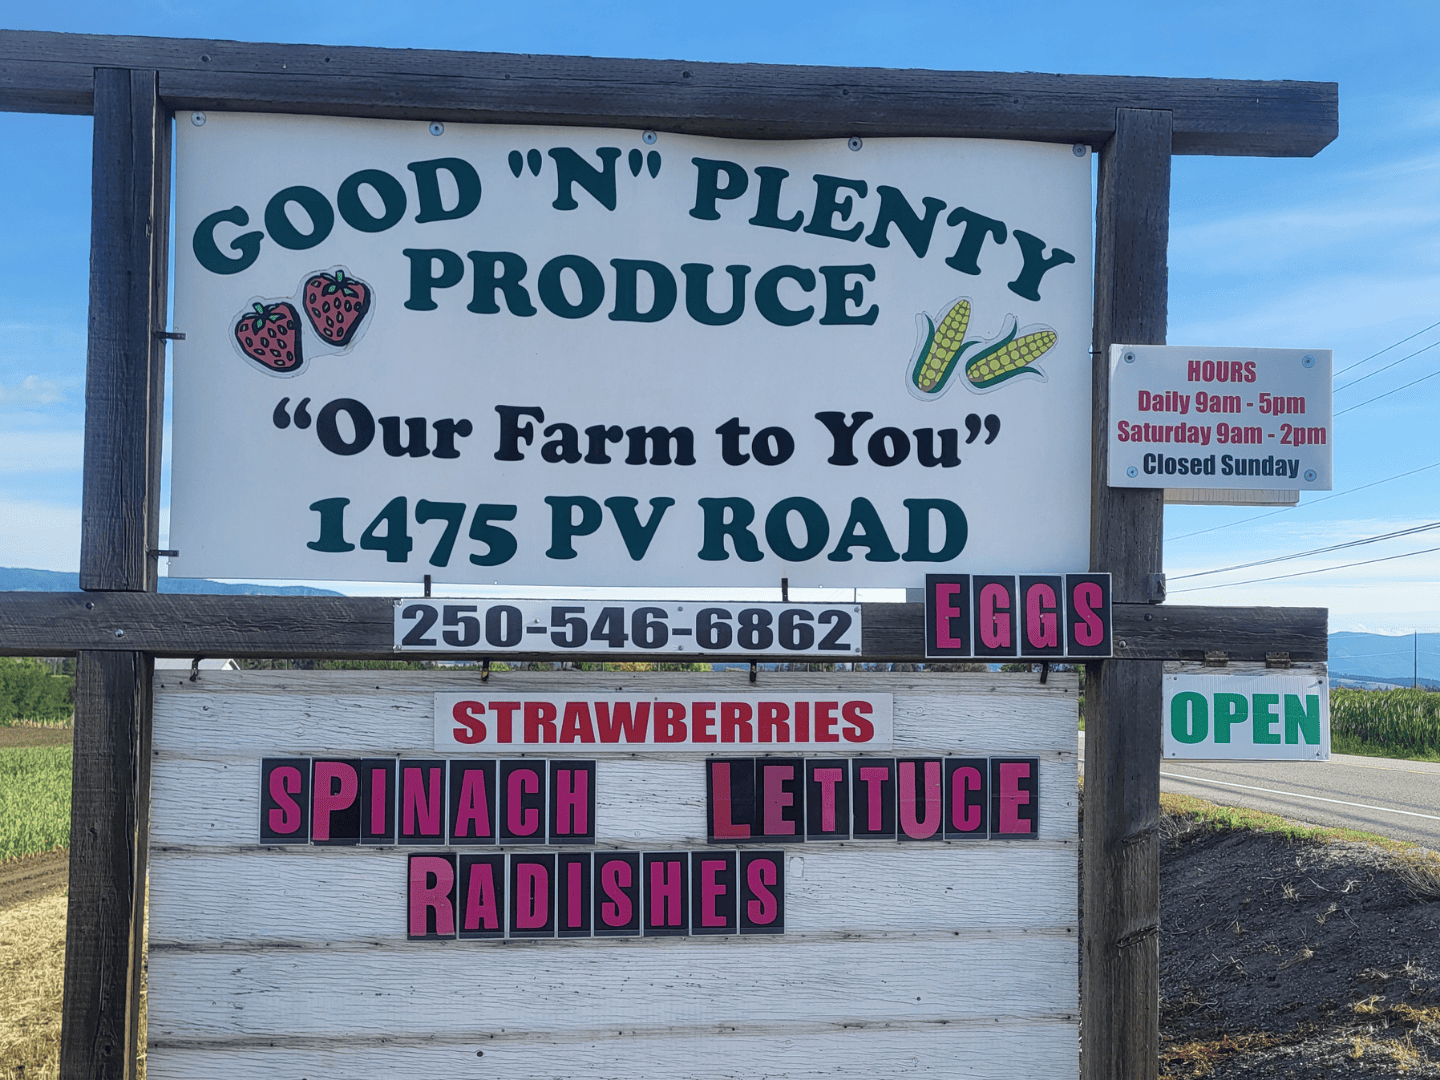 GOOD "N" PLENTY
PRODUCE
“Our Farm to You”
1475 PV ROAD
HOURS
Daily 9am - 5pm
Saturday 9am - 2pm
Closed Sunday
250-546-6862
EGGS
OPEN
STRAWBERRIES
SPINACH LETTUCE
RADISHES